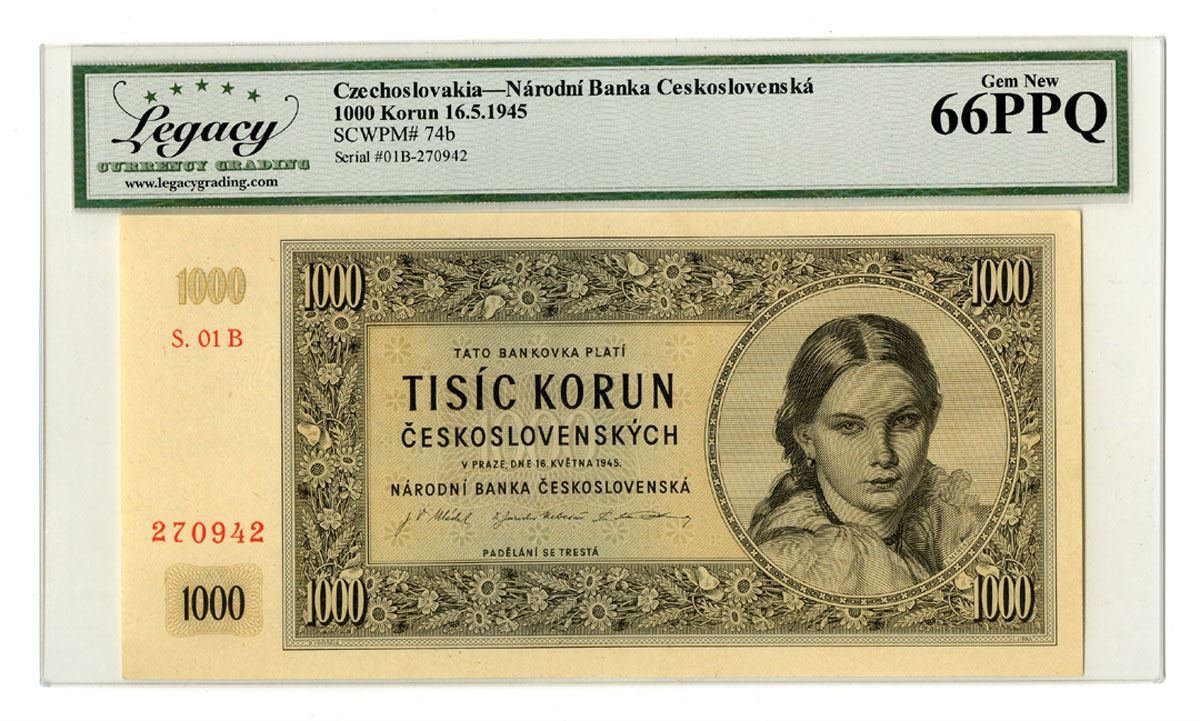 Legacy
CURRENCY GRADING
www.legacygrading.com
Czechoslovakia—Národní Banka Ceskoslovenská
1000 Korun 16.5.1945
SCWPM# 74b
Serial #01B-270942
Gem New
66PPQ
1000
S. 01 B
270942
1000
1000
1000
TATO BANKOVKA PLATÍ
TISÍC KORUN
ČESKOSLOVENSKÝCH
V PRAZE, DNE 16. KVĚTNA 1945.
NÁRODNÍ BANKA ČESKOSLOVENSKÁ
PADĚLÁNÍ SE TRESTÁ
1000
1000